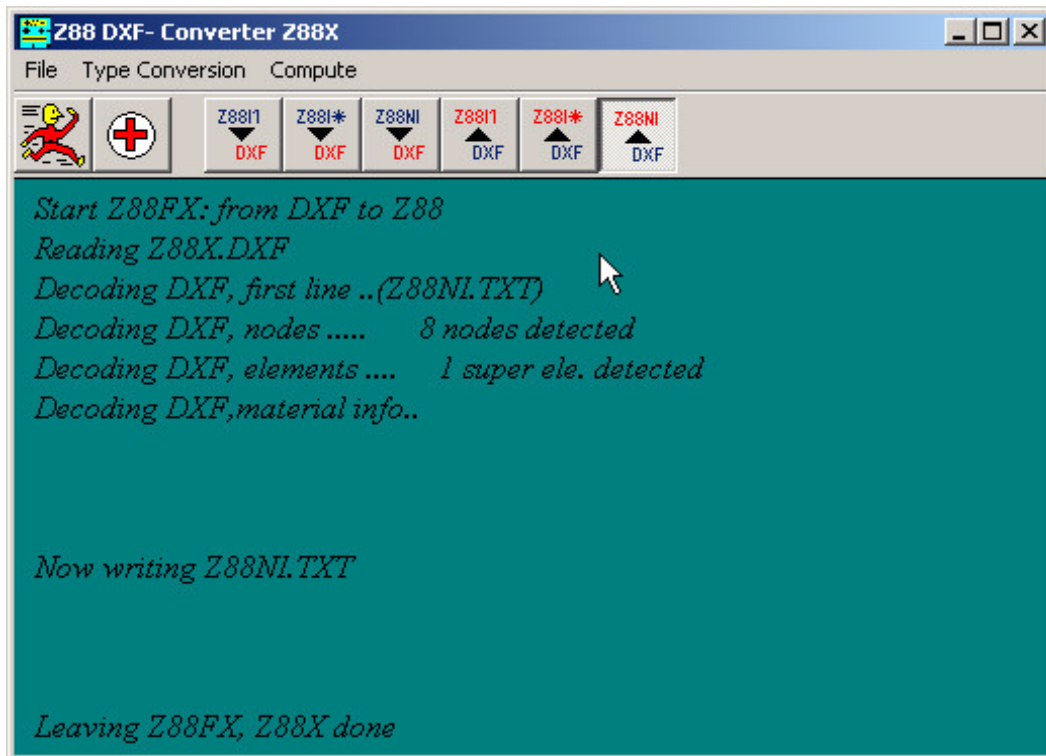 Z88 DXF- Converter Z88X
File Type Conversion Compute
Z88I1 Z88I* Z88NI Z88I1 Z88I* Z88NI
DXF DXF DXF DXF DXF DXF
Start Z88FX: from DXF to Z88
Reading Z88X.DXF
Decoding DXF, first line ..(Z88NI.TXT)
Decoding DXF, nodes ..... 8 nodes detected
Decoding DXF, elements .... 1 super ele. detected
Decoding DXF,material info..
Now writing Z88NI.TXT
Leaving Z88FX, Z88X done